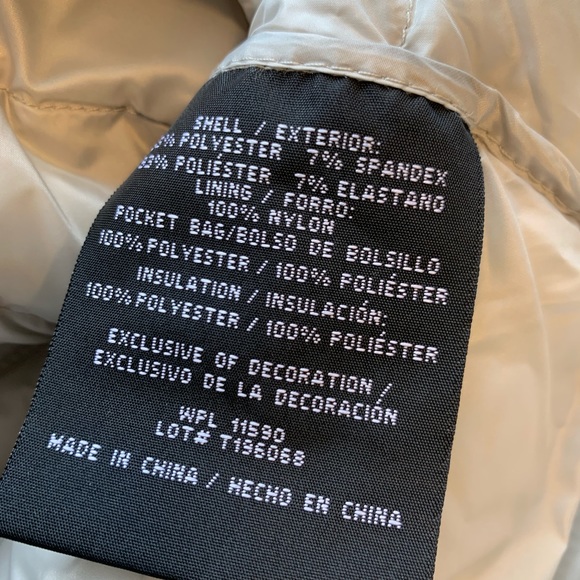 SHELL / EXTERIOR:
POLYESTER 7% SPANDEX
POLIÉSTER 7% ELASTANO
LINING / FORRO:
100% NYLON
POCKET BAG/BOLSO DE BOLSILLO
100% POLYESTER / 100% POLIÉSTER
INSULATION / INSULACIÓN:
100% POLYESTER / 100% POLIÉSTER
EXCLUSIVE OF DECORATION /
EXCLUSIVO DE LA DECORACIÓN
WPL 11590
LOT# T196068
MADE IN CHINA / HECHO EN CHINA